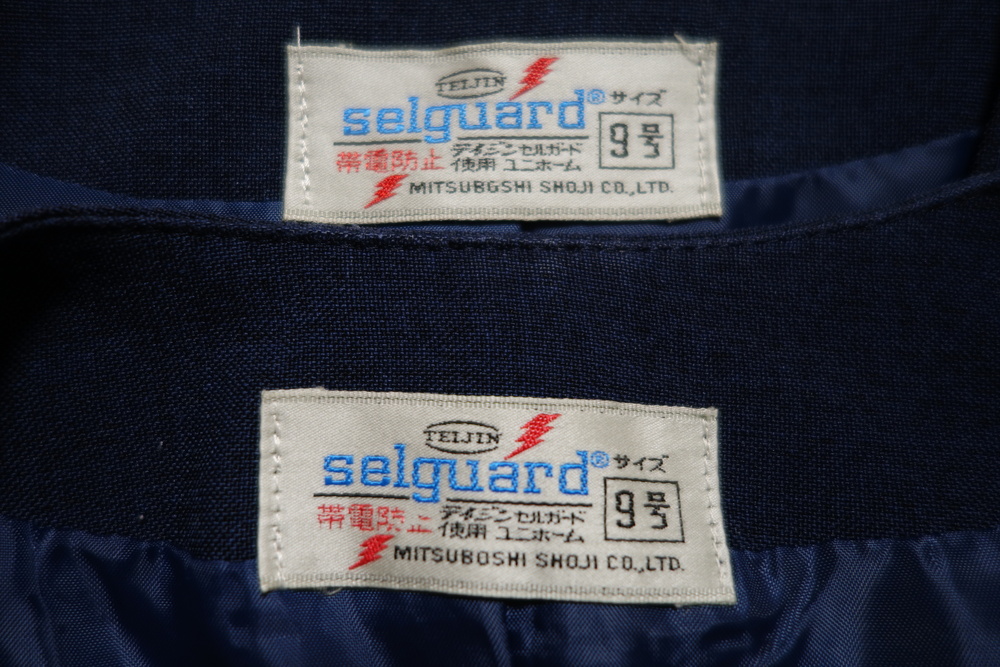 TEIJIN
selguard® サイズ
9号
帯電防止 テイジンセルガード
使用 ユニホーム
MITSUBOSHI SHOJI CO.,LTD.
TEIJIN
selguard® サイズ
9号
帯電防止 テイジンセルガード
使用 ユニホーム
MITSUBOSHI SHOJI CO.,LTD.